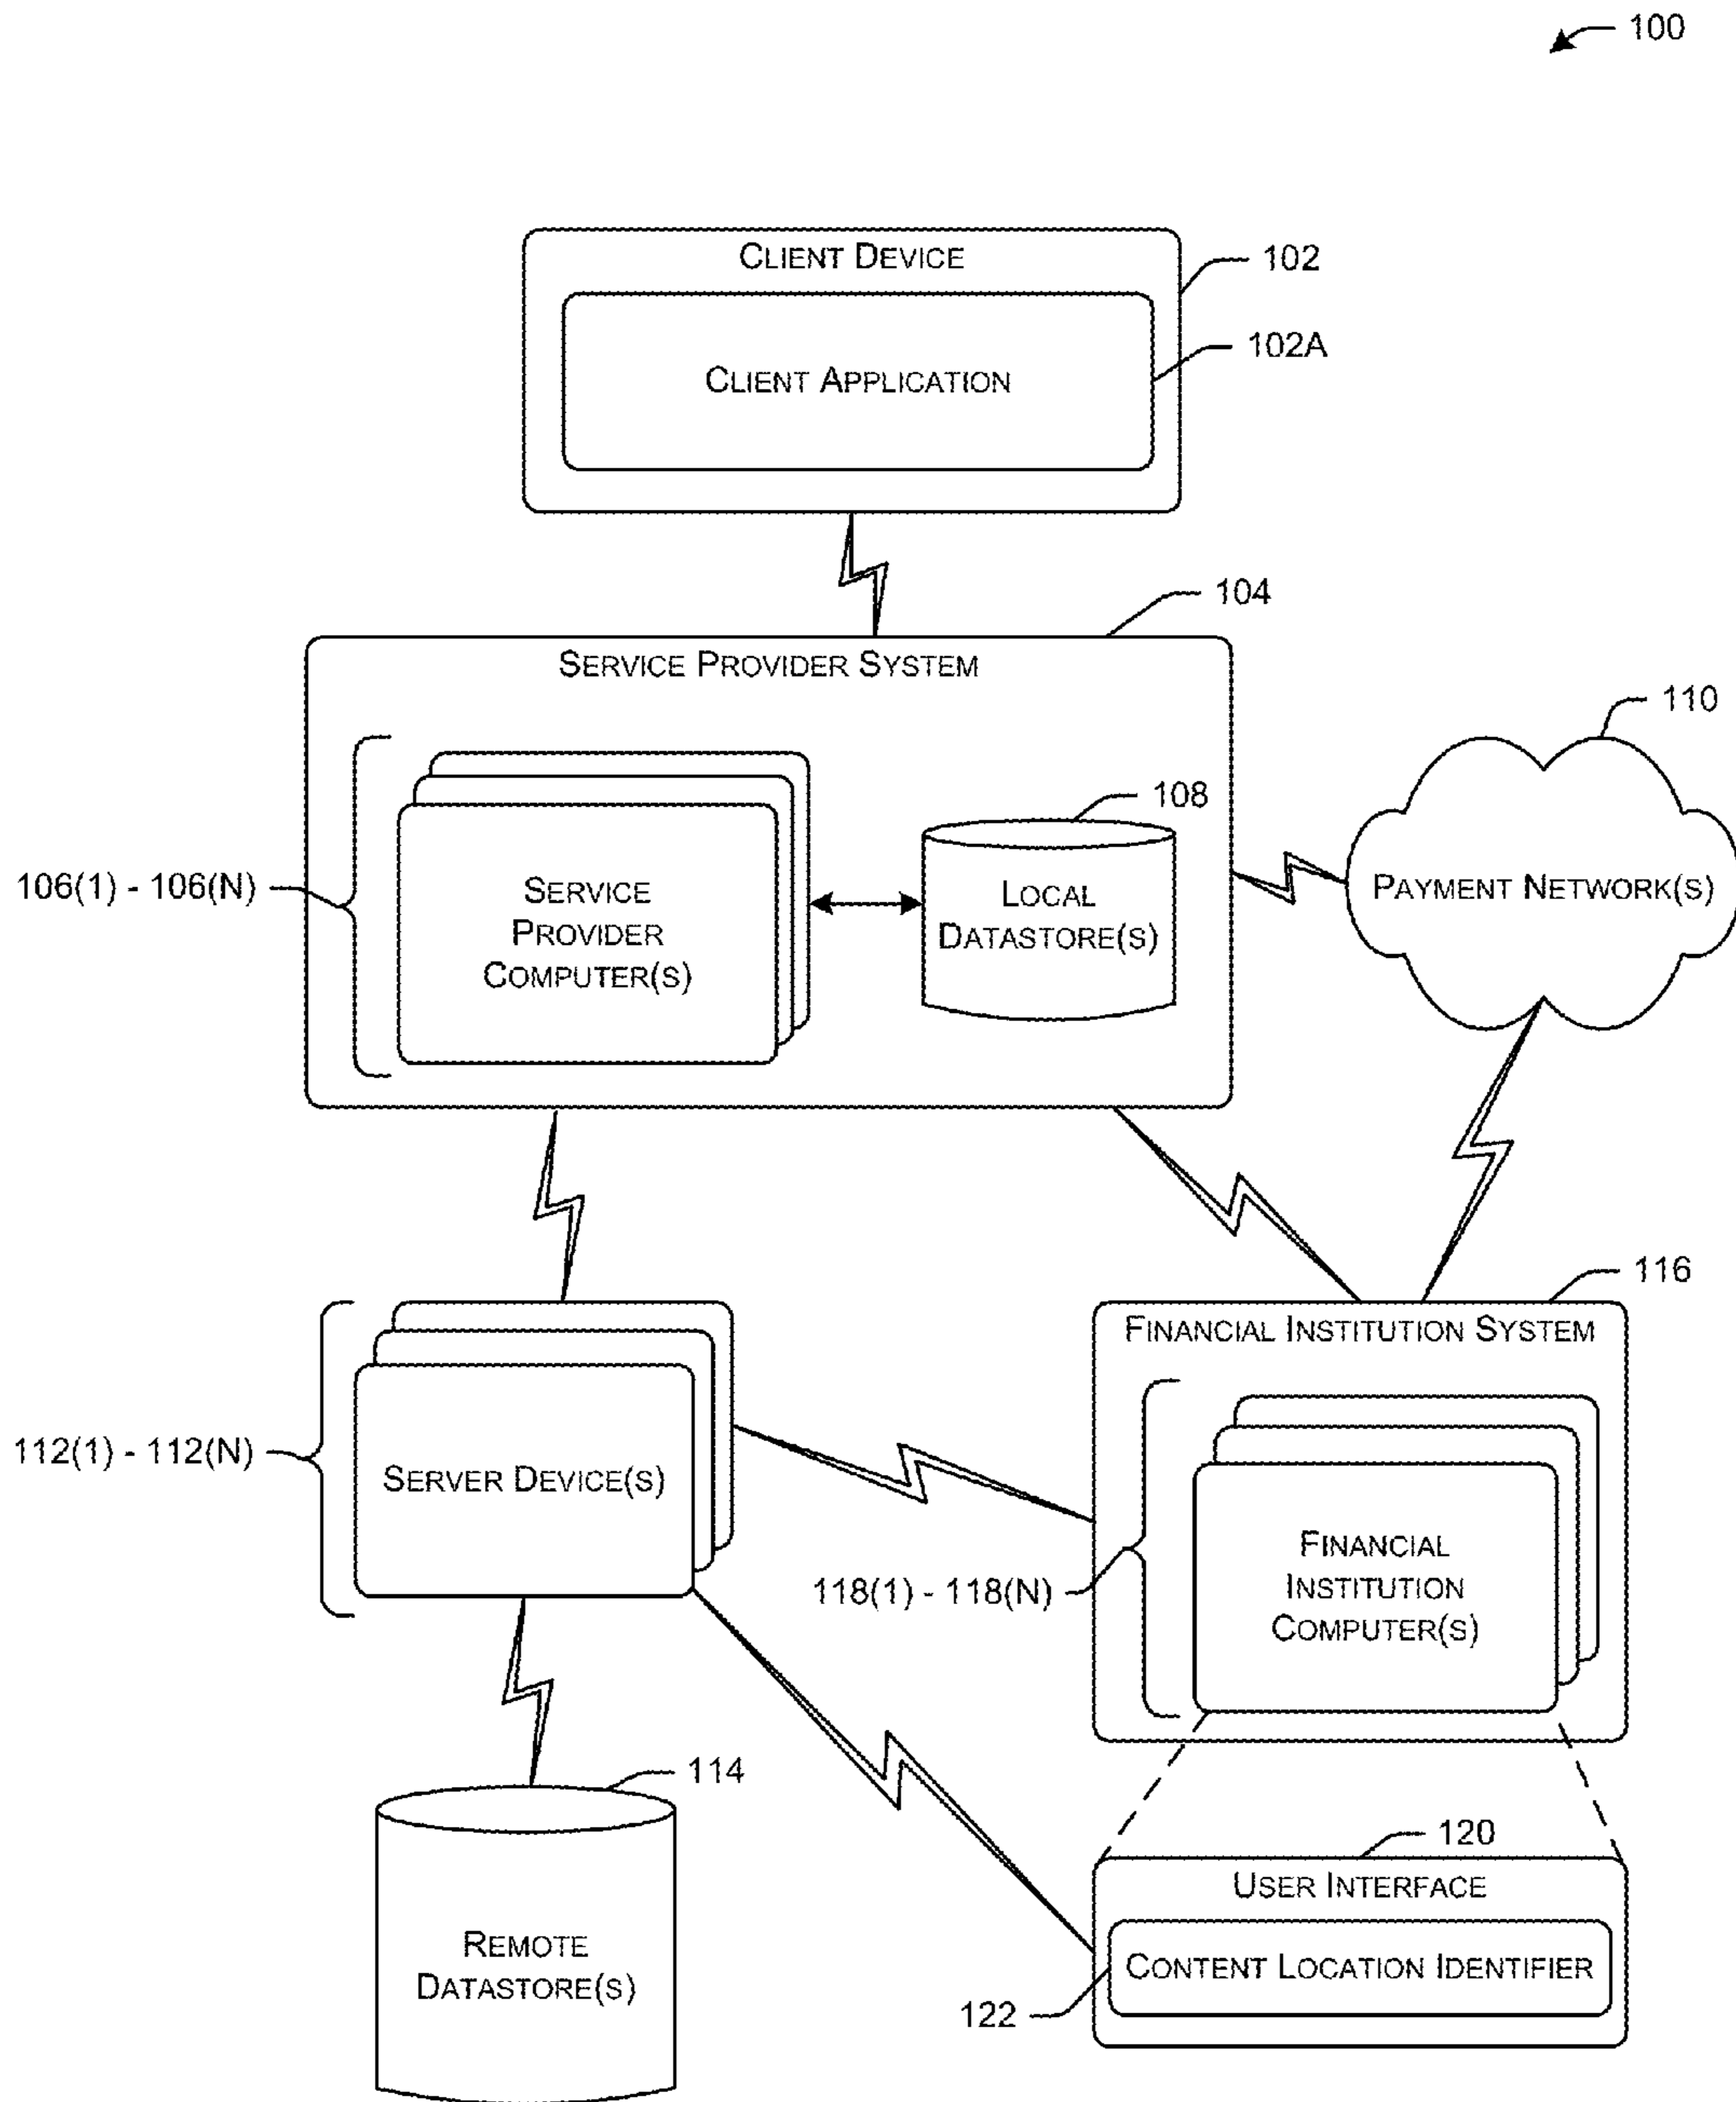 100
CLIENT DEVICE
102
CLIENT APPLICATION
102A
104
SERVICE PROVIDER SYSTEM
106(1) - 106(N)
SERVICE
PROVIDER
COMPUTER(S)
108
LOCAL
DATASTORE(S)
110
PAYMENT NETWORK(S)
112(1) - 112(N)
SERVER DEVICE(S)
116
FINANCIAL INSTITUTION SYSTEM
118(1) - 118(N)
FINANCIAL
INSTITUTION
COMPUTER(S)
114
REMOTE
DATASTORE(S)
120
USER INTERFACE
CONTENT LOCATION IDENTIFIER
122